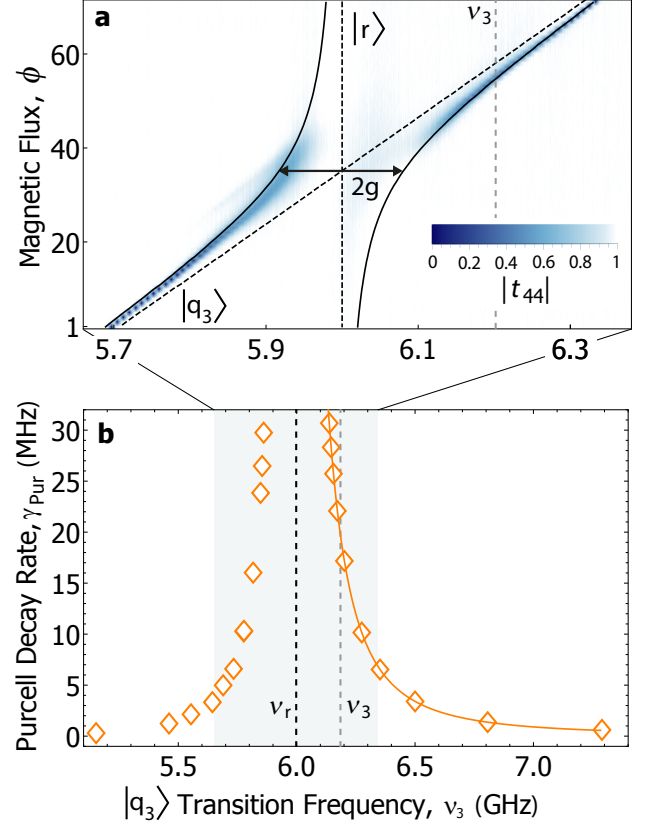 a
|r⟩
ν₃
Magnetic Flux, ϕ
60
40
20
1
2g
|q₃⟩
0 0.2 0.4 0.6 0.8 1
|t₄₄|
5.7 5.9 6.1 6.3
b
Purcell Decay Rate, γPur (MHz)
30
25
20
15
10
5
0
νᵣ ν₃
5.5 6.0 6.5 7.0
|q₃⟩ Transition Frequency, ν₃ (GHz)